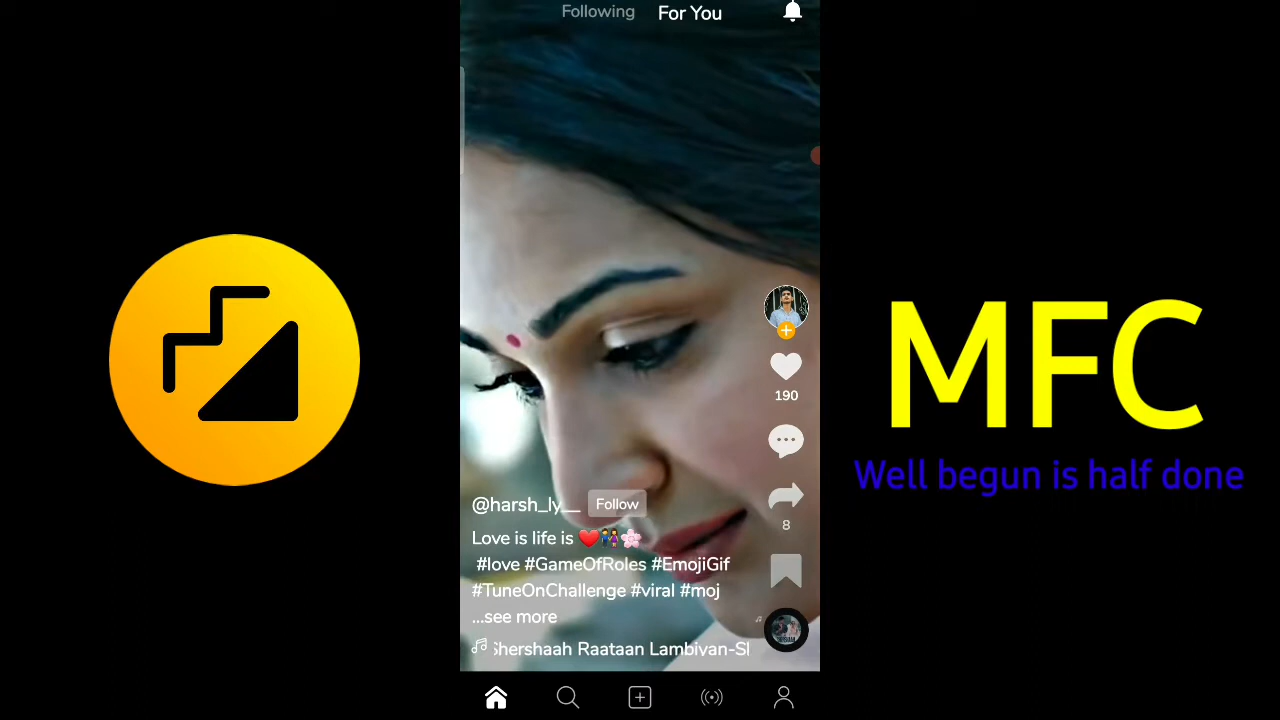 Following For You
190
8
@harsh_ly__ Follow
Love is life is ❤️👫🌸
#love #GameOfRoles #EmojiGif
#TuneOnChallenge #viral #moj
...see more
Shershaah Raataan Lambiyan-Sl
MFC
Well begun is half done